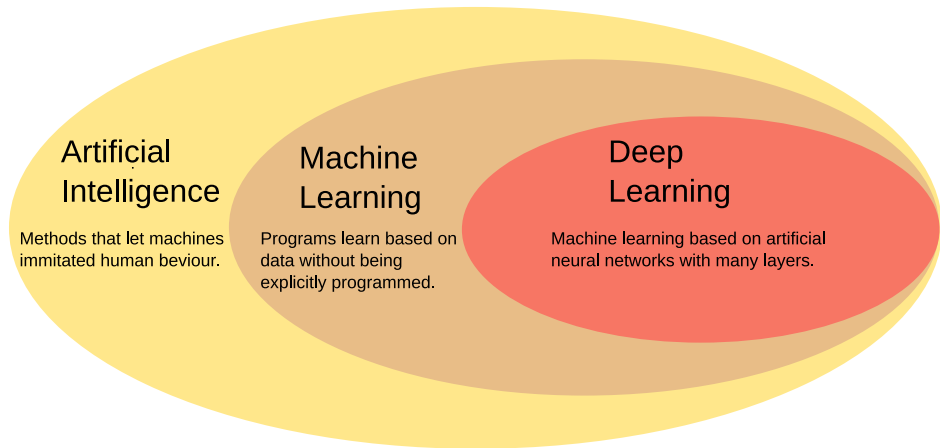 Artificial
Intelligence
Methods that let machines
immitated human beviour.
Machine
Learning
Programs learn based on
data without being
explicitly programmed.
Deep
Learning
Machine learning based on artificial
neural networks with many layers.